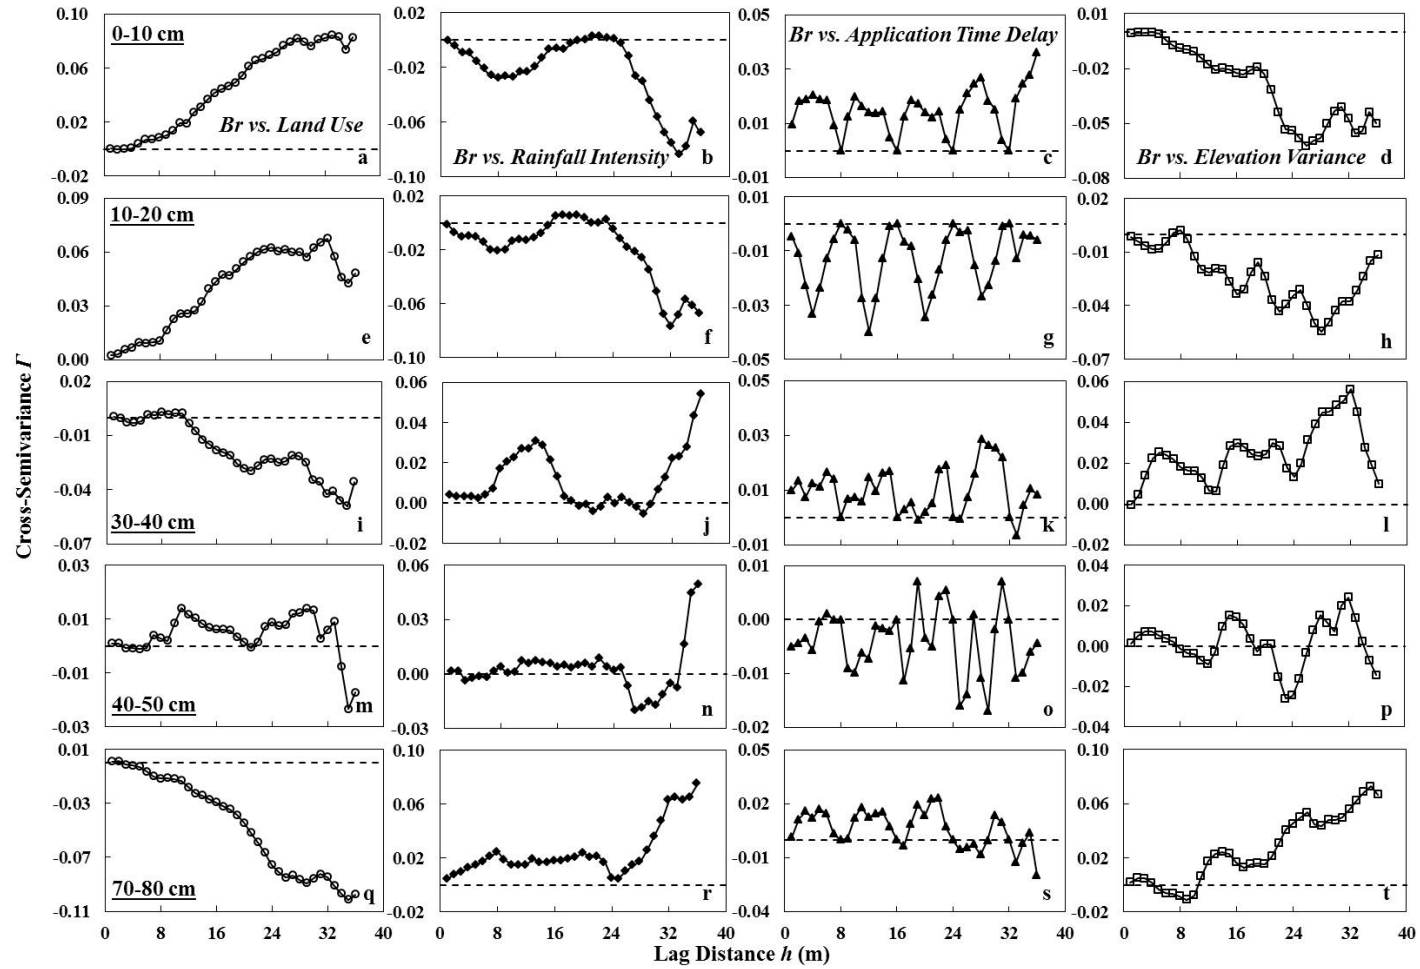 0.10
0.06
0.02
-0.02
0-10 cm
Br vs. Land Use
a
0.02
-0.02
-0.06
-0.10
Br vs. Rainfall Intensity
b
0.05
0.03
0.01
-0.01
Br vs. Application Time Delay
c
0.01
-0.02
-0.05
-0.08
Br vs. Elevation Variance
d
0.09
0.06
0.03
0.00
10-20 cm
e
0.02
-0.02
-0.06
-0.10
f
0.01
-0.01
-0.03
-0.05
g
0.02
-0.01
-0.04
-0.07
h
Cross-Semivariance Γ
0.02
-0.01
-0.04
-0.07
30-40 cm
i
0.06
0.04
0.02
0.00
-0.02
j
0.05
0.03
0.01
-0.01
k
0.06
0.04
0.02
0.00
-0.02
l
0.03
0.01
-0.01
-0.03
40-50 cm
m
0.06
0.03
0.00
-0.03
n
0.01
0.00
-0.01
-0.02
o
0.04
0.02
0.00
-0.02
-0.04
p
0.01
-0.03
-0.07
-0.11
70-80 cm
q
0 8 16 24 32 40
0.10
0.06
0.02
-0.02
r
0 8 16 24 32 40
0.05
0.02
-0.01
-0.04
s
0 8 16 24 32 40
0.10
0.06
0.02
-0.02
t
0 8 16 24 32 40
Lag Distance h (m)